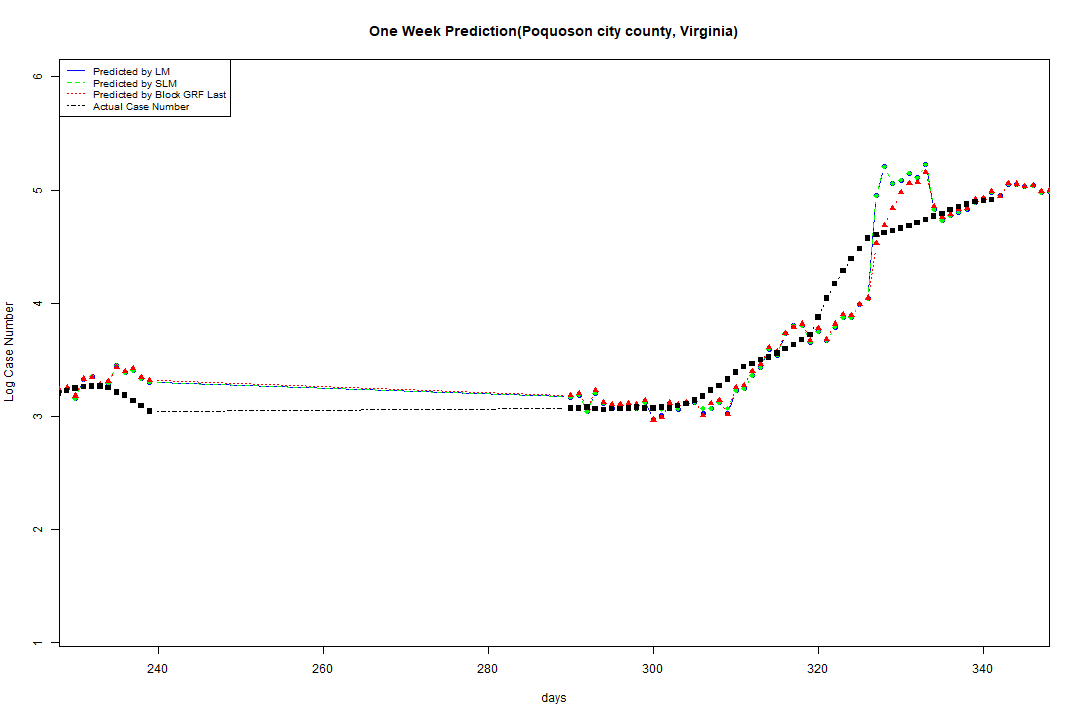 One Week Prediction(Poquoson city county, Virginia)
Predicted by LM
Predicted by SLM
Predicted by Block GRF Last
Actual Case Number
6
5
4
3
2
1
Log Case Number
240 260 280 300 320 340
days